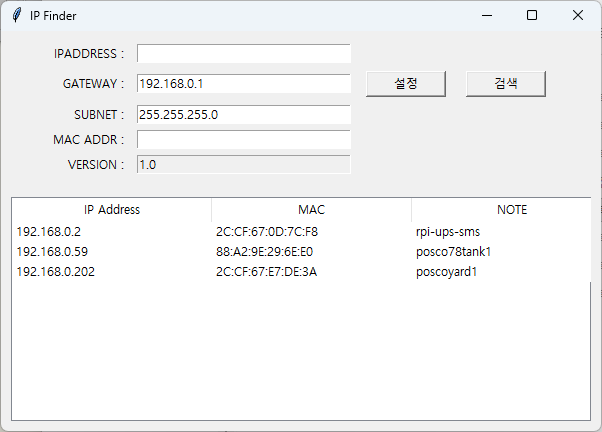 IP Finder
IPADDRESS :
GATEWAY : 192.168.0.1 설정 검색
SUBNET : 255.255.255.0
MAC ADDR :
VERSION : 1.0
IP Address MAC NOTE
192.168.0.2 2C:CF:67:0D:7C:F8 rpi-ups-sms
192.168.0.59 88:A2:9E:29:6E:E0 posco78tank1
192.168.0.202 2C:CF:67:E7:DE:3A poscoyard1